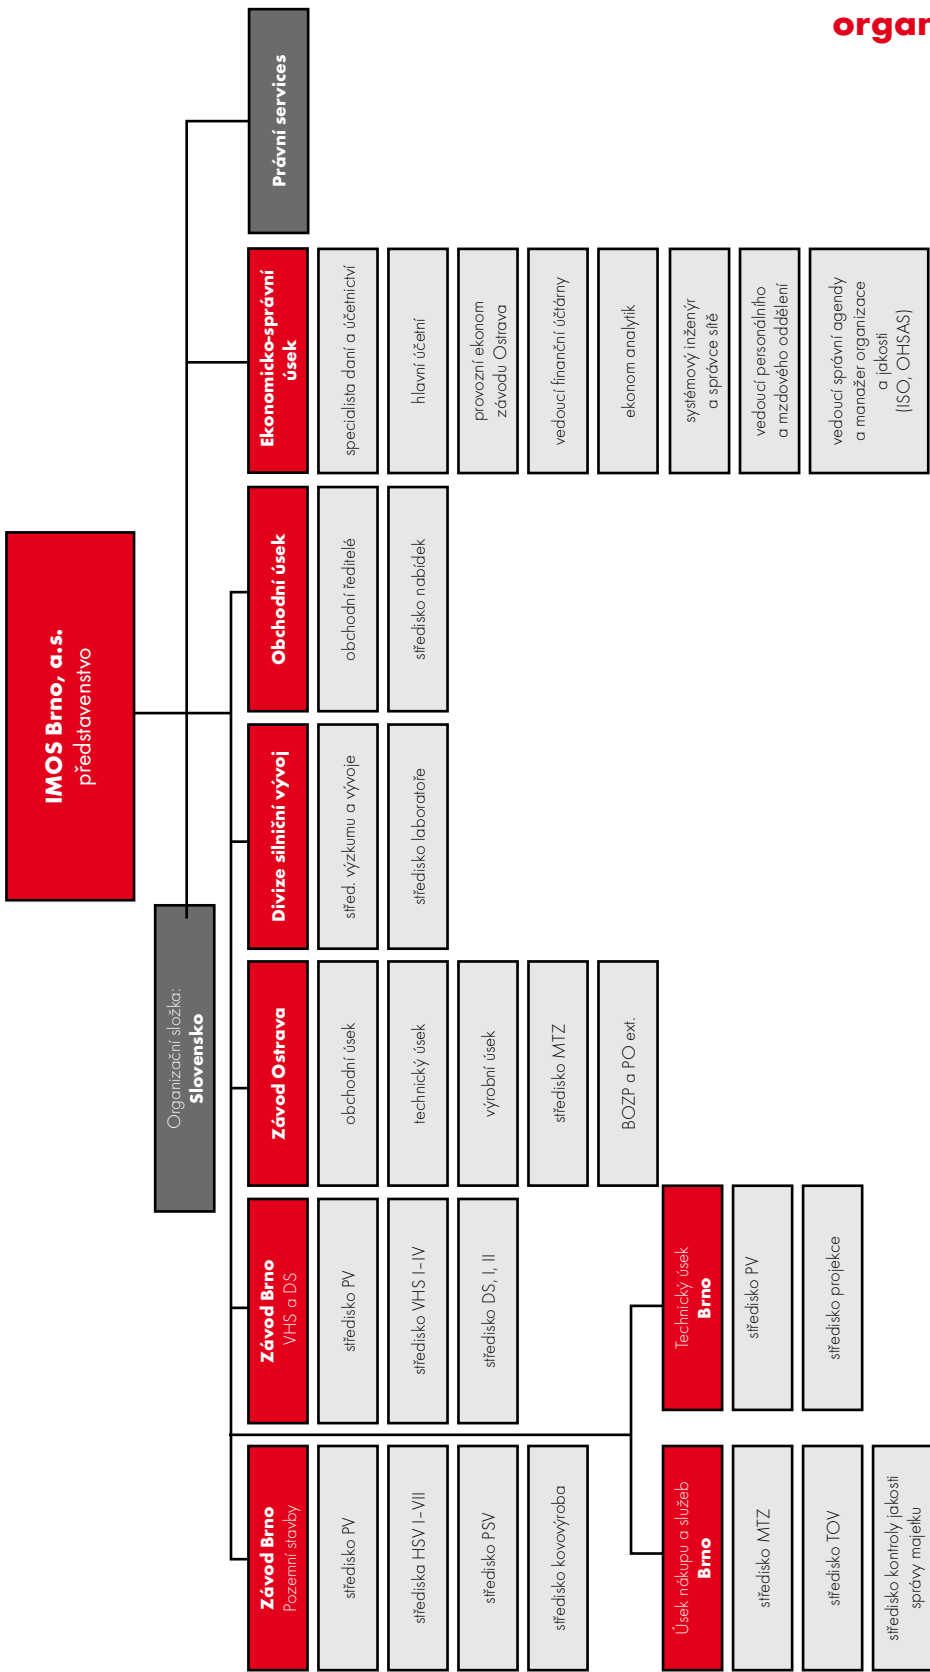 organ
IMOS Brno, a.s.
představenstvo
Organizační složka:
Slovensko
Závod Brno
Pozemní stavby
středisko PV
střediska HSV I-VII
středisko PSV
středisko kovovýroba
Závod Brno
VHS a DS
středisko PV
středisko VHS I-IV
středisko DS, I, II
Závod Ostrava
obchodní úsek
technický úsek
výrobní úsek
středisko MTZ
BOZP a PO ext.
Divize silniční vývoj
střed. výzkumu a vývoje
středisko laboratoře
Obchodní úsek
obchodní ředitelé
středisko nabídek
Ekonomicko-správní
úsek
specialista daní a účetnictví
hlavní účetní
provozní ekonom
závodu Ostrava
vedoucí finanční účtárny
ekonom analytik
systémový inženýr
a správce sítě
vedoucí personálního
a mzdového oddělení
vedoucí správní agendy
a manažer organizace
a jakosti
(ISO, OHSAS)
Právní services
Úsek nákupu a služeb
Brno
středisko MTZ
středisko TOV
středisko kontroly jakosti
správy majetku
Technický úsek
Brno
středisko PV
středisko projekce